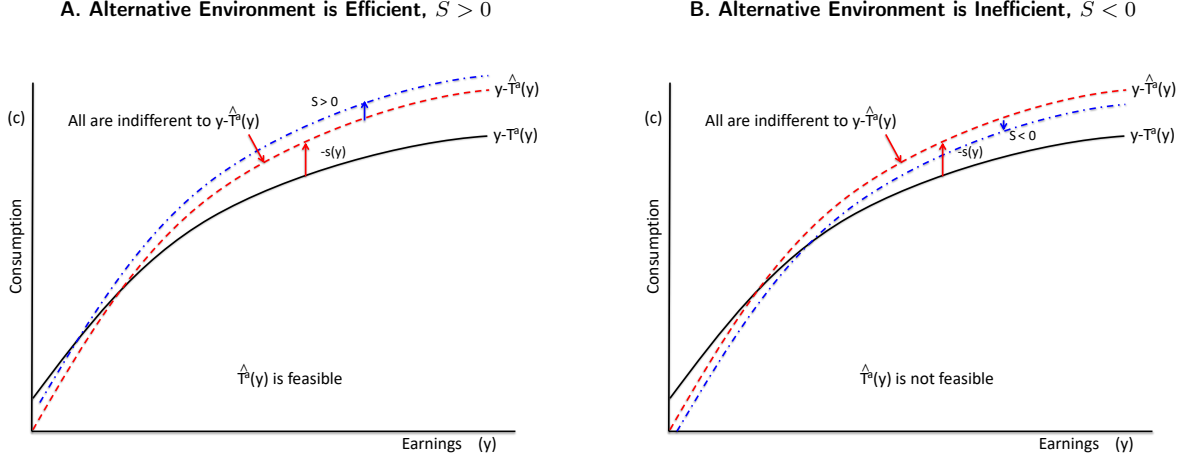 A. Alternative Environment is Efficient, S > 0
y-T̂ᵃ(y)
S > 0
(c)
All are indifferent to y-T̂ᵃ(y)
y-Tᵃ(y)
-s(y)
Consumption
T̂ᵃ(y) is feasible
Earnings (y)
B. Alternative Environment is Inefficient, S < 0
y-T̂ᵃ(y)
(c)
All are indifferent to y-T̂ᵃ(y)
S < 0
y-Tᵃ(y)
-s(y)
Consumption
T̂ᵃ(y) is not feasible
Earnings (y)